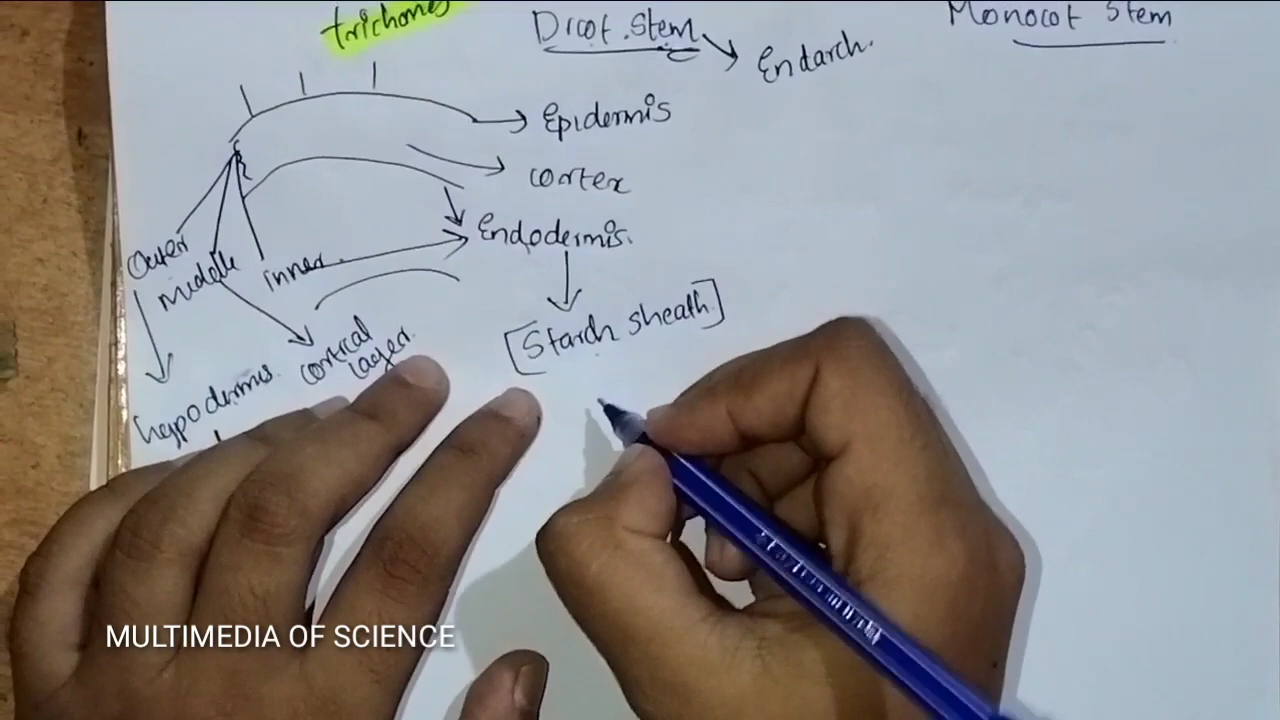 trichomes
Dicot. Stem
Monocot Stem
Endarch.
Epidermis
cortex
Endodermis.
Outer
middle
inner.
[Starch sheath]
cortical
layer.
hypodermis.
MULTIMEDIA OF SCIENCE